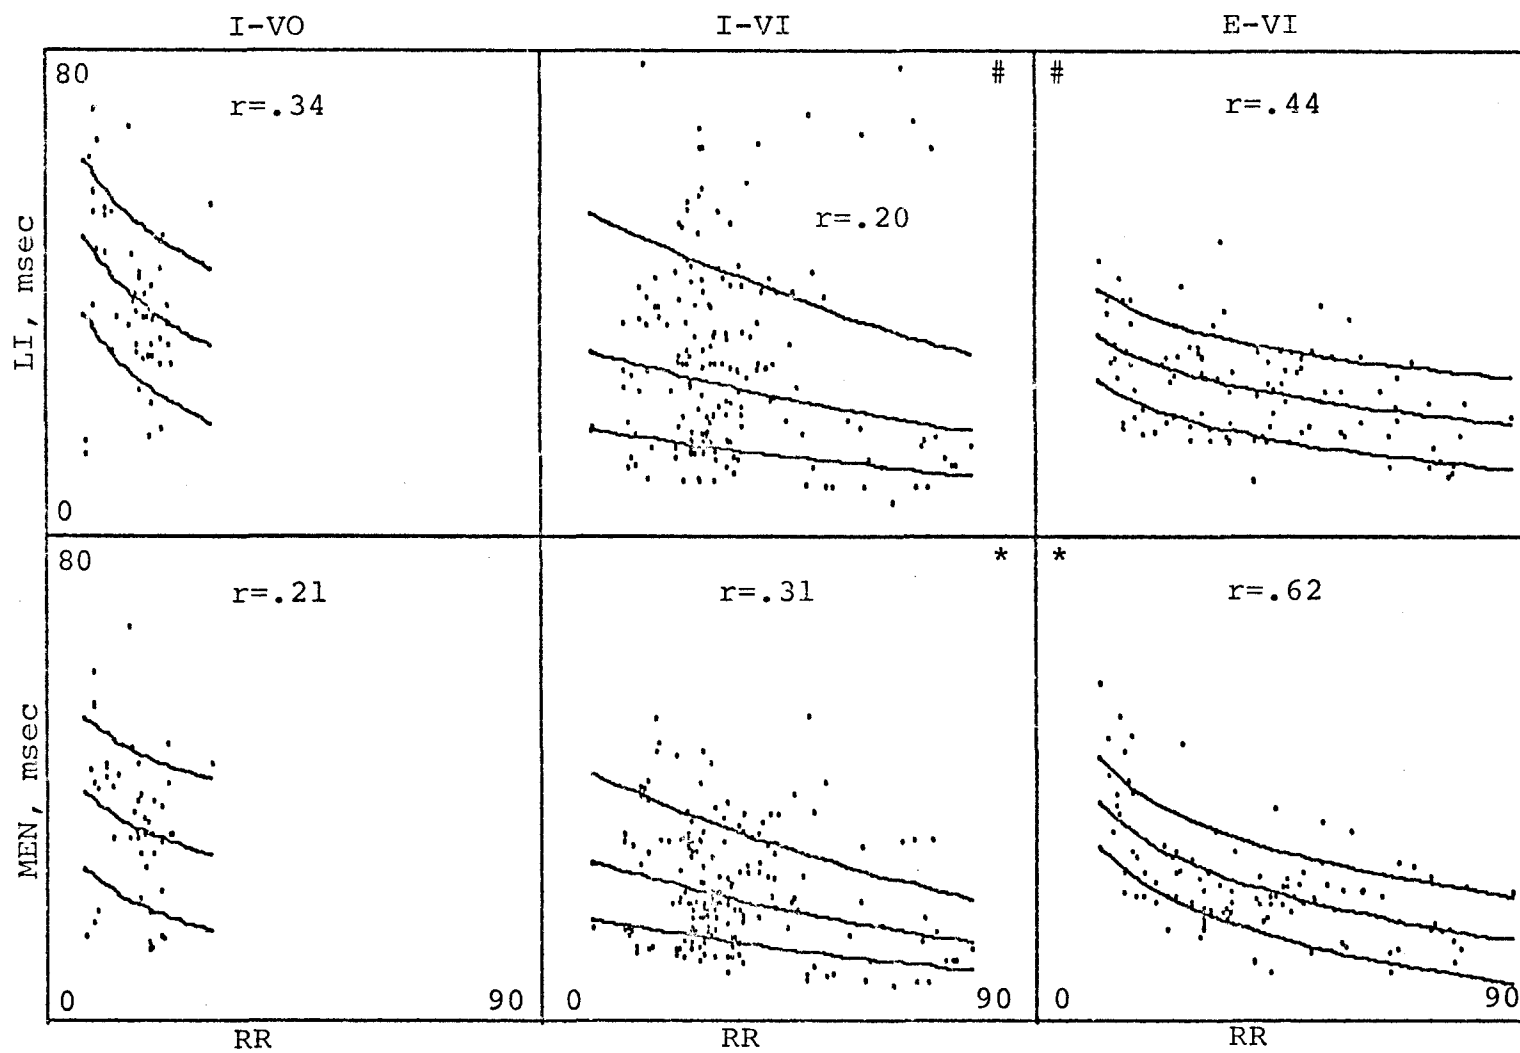 I-VO I-VI E-VI
80 # #
r=.34 r=.44
r=.20
LI, msec
0
80 * *
r=.21 r=.31 r=.62
MEN, msec
0 90 0 90 0 90
RR RR RR